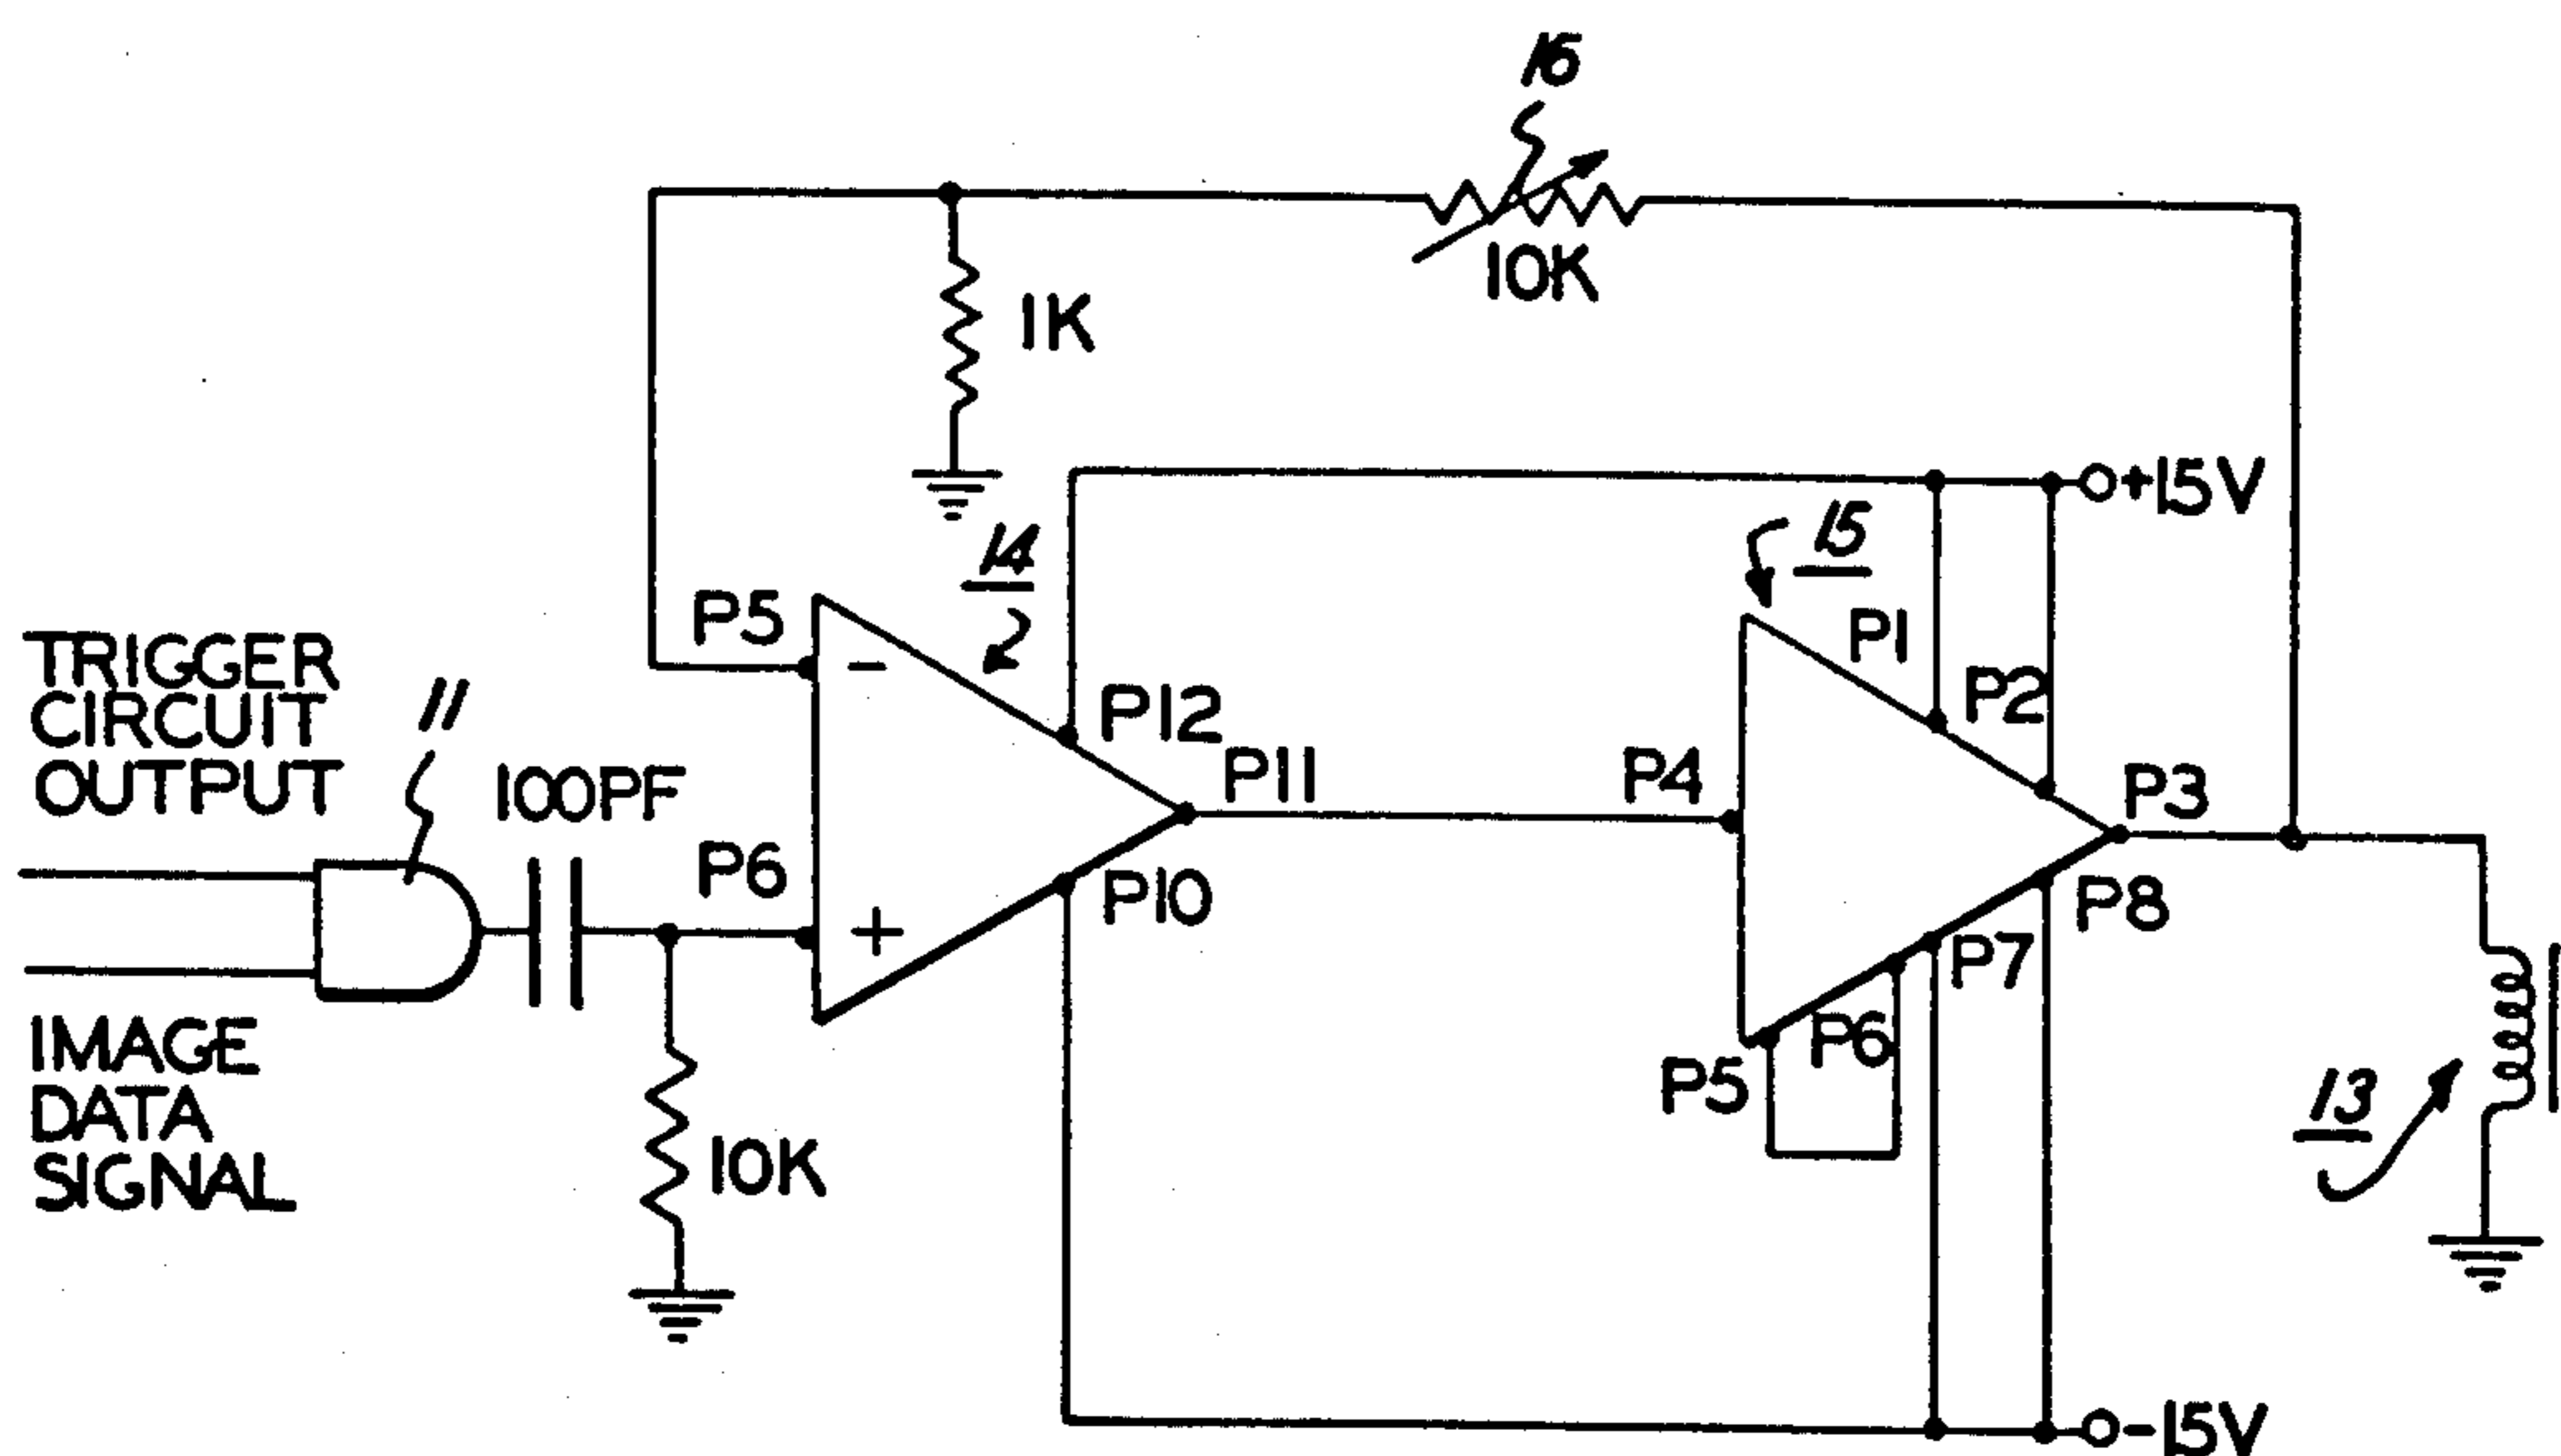 16
10K
1K
+15V
14
15
P5
P12
P11
P1
P2
P4
P3
TRIGGER
CIRCUIT
OUTPUT
11
100PF
P6
+
-
P10
P8
P7
P6
P5
IMAGE
DATA
SIGNAL
10K
13
-15V